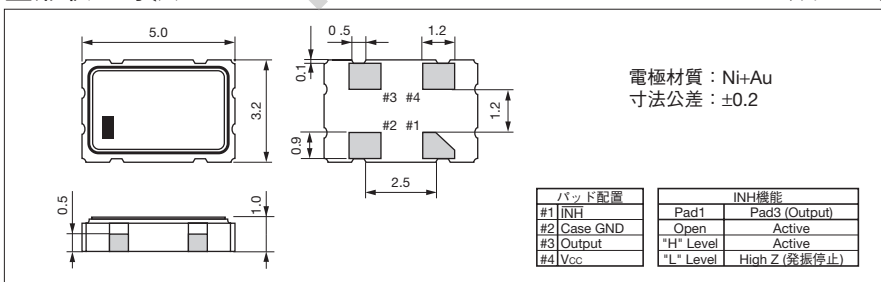 5.0
0.5
1.2
0.1
3.2
#3 #4
#2 #1
1.2
0.9
2.5
0.5
1.0
電極材質：Ni+Au
寸法公差：±0.2
パッド配置
#1 INH
#2 Case GND
#3 Output
#4 Vcc
INH機能
Pad1 Pad3 (Output)
Open Active
"H" Level Active
"L" Level High Z (発振停止)